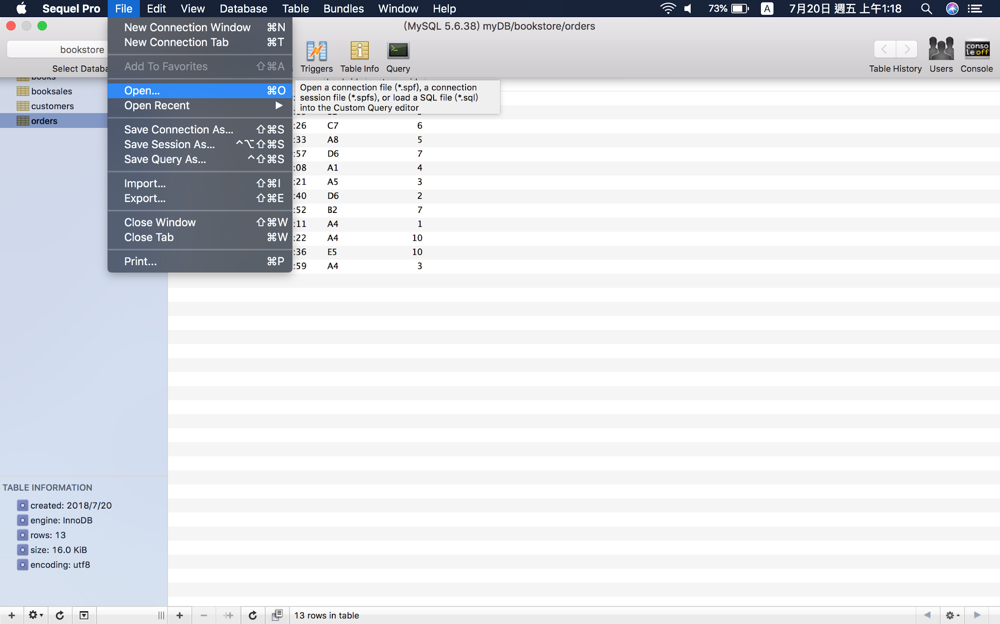 Sequel Pro File Edit View Database Table Bundles Window Help 73% A 7月20日 週五 上午1:18
(MySQL 5.6.38) myDB/bookstore/orders
bookstore
Select Databa
Triggers Table Info Query
Table History Users Console
conso
le off
New Connection Window ⌘N
New Connection Tab ⌘T
Add To Favorites ⇧⌘A
Open... ⌘O
Open Recent ▶
Save Connection As... ⇧⌘S
Save Session As... ^⌥⇧⌘S
Save Query As... ^⇧⌘S
Import... ⇧⌘I
Export... ⇧⌘E
Close Window ⇧⌘W
Close Tab ⌘W
Print... ⌘P
Open a connection file (*.spf), a connection
session file (*.spfs), or load a SQL file (*.sql)
into the Custom Query editor
books
booksales
customers
orders
:26 C7 6
:33 A8 5
:57 D6 7
:08 A1 4
:21 A5 3
:40 D6 2
:52 B2 7
:11 A4 1
:22 A4 10
:36 E5 10
:59 A4 3
TABLE INFORMATION
created: 2018/7/20
engine: InnoDB
rows: 13
size: 16.0 KiB
encoding: utf8
13 rows in table